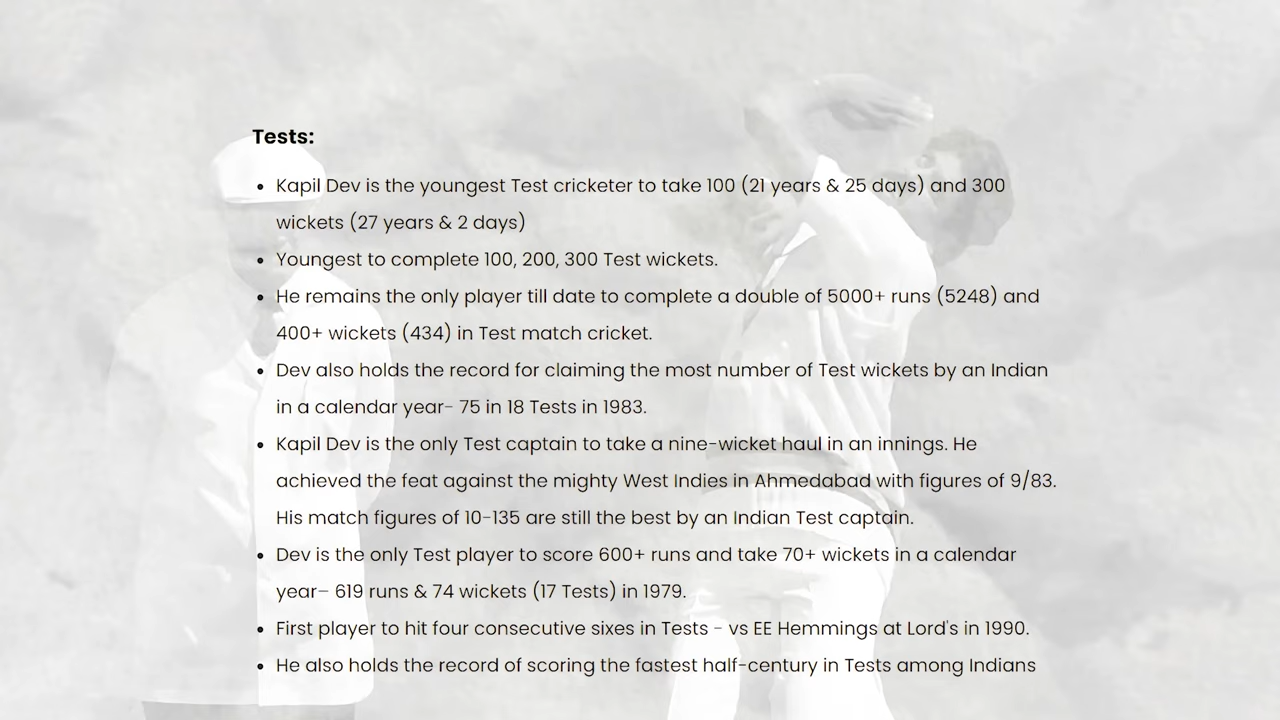 Tests:
• Kapil Dev is the youngest Test cricketer to take 100 (21 years & 25 days) and 300
wickets (27 years & 2 days)
• Youngest to complete 100, 200, 300 Test wickets.
• He remains the only player till date to complete a double of 5000+ runs (5248) and
400+ wickets (434) in Test match cricket.
• Dev also holds the record for claiming the most number of Test wickets by an Indian
in a calendar year- 75 in 18 Tests in 1983.
• Kapil Dev is the only Test captain to take a nine-wicket haul in an innings. He
achieved the feat against the mighty West Indies in Ahmedabad with figures of 9/83.
His match figures of 10-135 are still the best by an Indian Test captain.
• Dev is the only Test player to score 600+ runs and take 70+ wickets in a calendar
year– 619 runs & 74 wickets (17 Tests) in 1979.
• First player to hit four consecutive sixes in Tests - vs EE Hemmings at Lord's in 1990.
• He also holds the record of scoring the fastest half-century in Tests among Indians